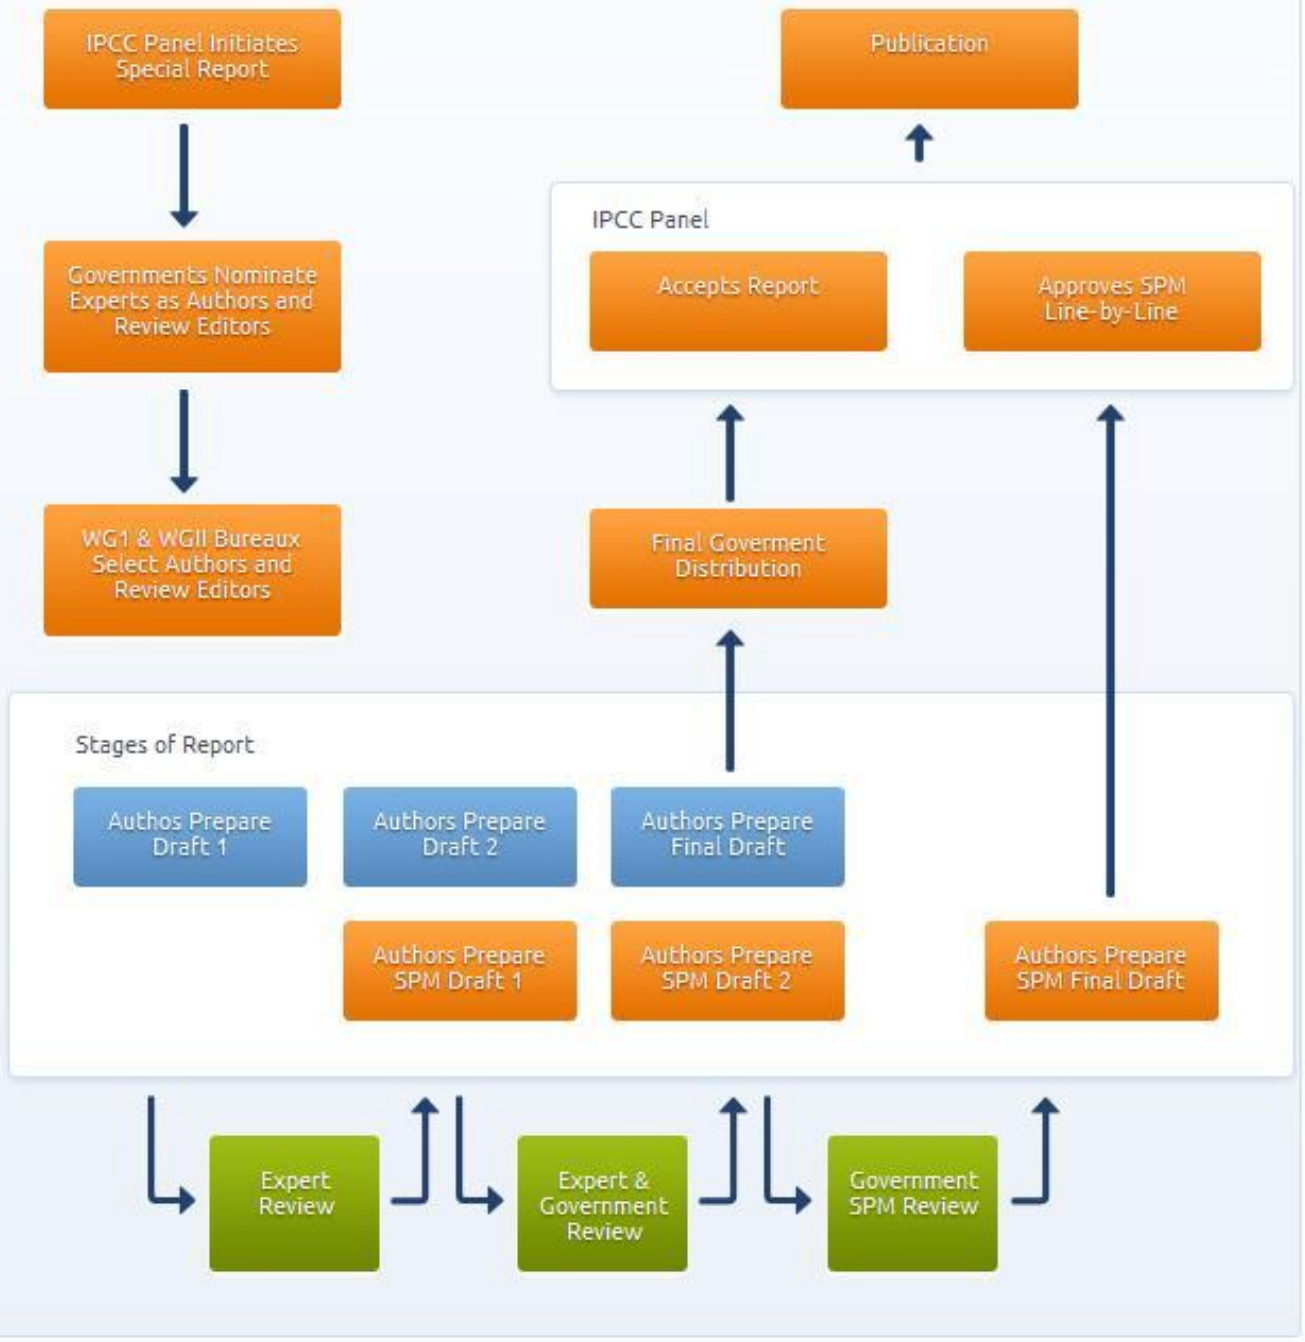 IPCC Panel Initiates
Special Report
Publication
Governments Nominate
Experts as Authors and
Review Editors
IPCC Panel
Accepts Report
Approves SPM
Line-by-Line
WG1 & WGII Bureaux
Select Authors and
Review Editors
Final Goverment
Distribution
Stages of Report
Authos Prepare
Draft 1
Authors Prepare
Draft 2
Authors Prepare
Final Draft
Authors Prepare
SPM Draft 1
Authors Prepare
SPM Draft 2
Authors Prepare
SPM Final Draft
Expert
Review
Expert &
Government
Review
Government
SPM Review